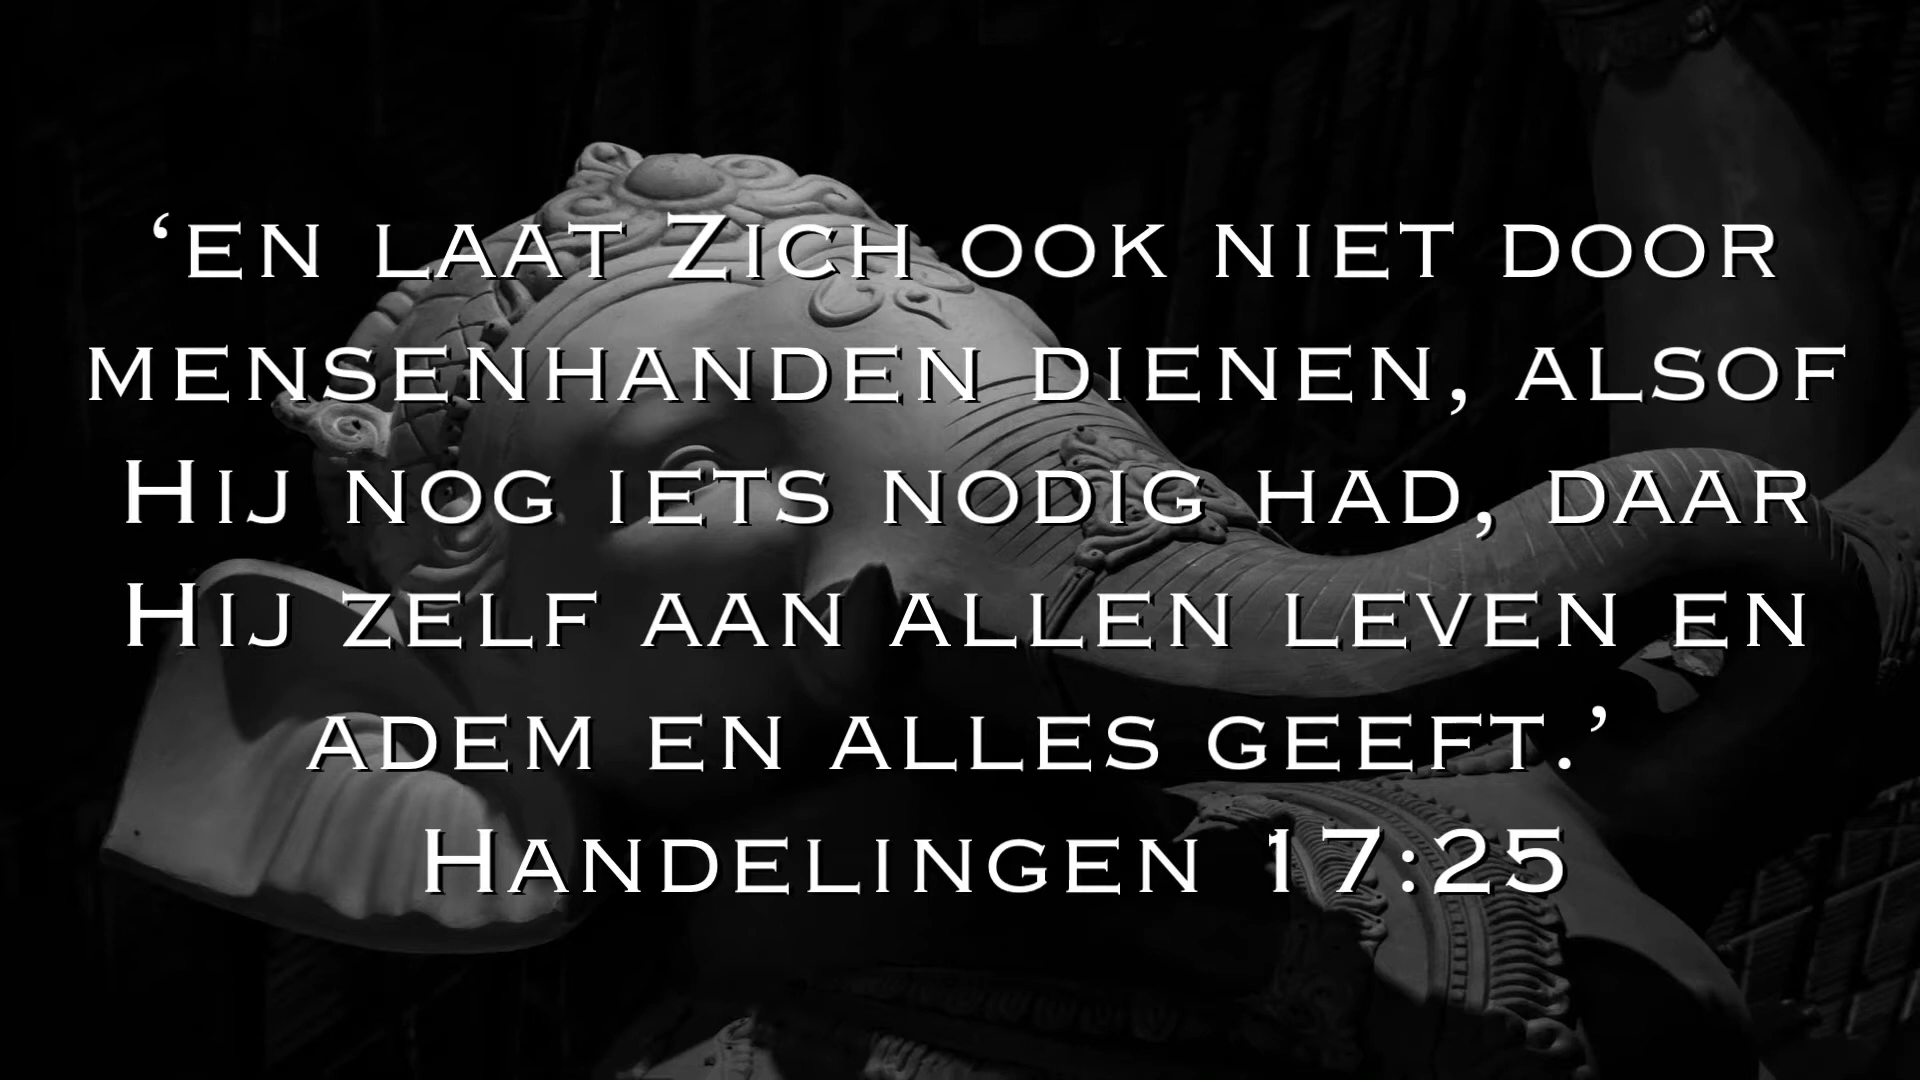 ‘en laat Zich ook niet door
mensenhanden dienen, alsof
Hij nog iets nodig had, daar
Hij zelf aan allen leven en
adem en alles geeft.’
Handelingen 17:25